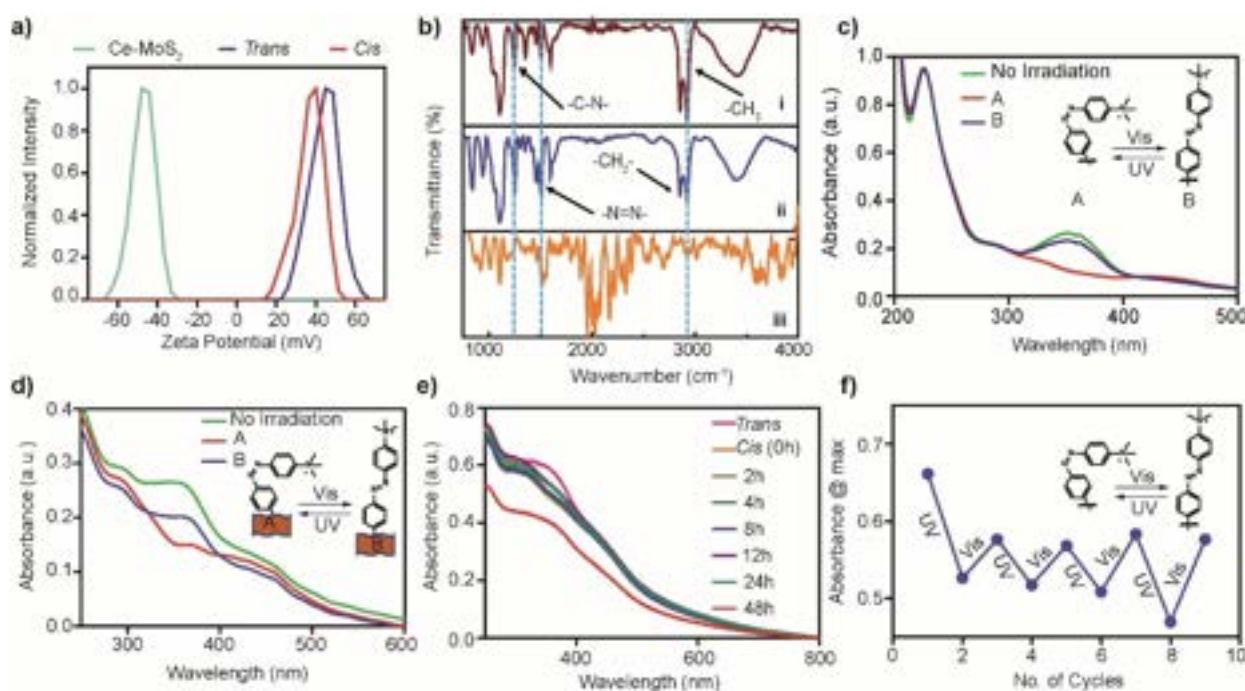 a)
Ce-MoS2 Trans Cis
Normalized Intensity
1.0
0.8
0.6
0.4
0.2
0.0
-60 -40 -20 0 20 40 60
Zeta Potential (mV)
b)
Transmittance (%)
-C-N-
-CH3
i
-CH2-
-N=N-
ii
iii
1000 2000 3000 4000
Wavenumber (cm⁻¹)
c)
Absorbance (a.u.)
1.0
0.8
0.6
0.4
0.2
0.0
No Irradiation
A
B
Vis
UV
A B
200 300 400 500
Wavelength (nm)
d)
Absorbance (a.u.)
0.4
0.3
0.2
0.1
0.0
No Irradiation
A
B
Vis
UV
A
B
300 400 500 600
Wavelength (nm)
e)
Absorbance (a.u.)
0.8
0.6
0.4
0.2
0.0
Trans
Cis (0h)
2h
4h
8h
12h
24h
48h
400 600 800
Wavelength (nm)
f)
Absorbance @ max
0.7
0.6
0.5
Vis
UV
UV Vis UV Vis UV Vis UV Vis
0 2 4 6 8 10
No. of Cycles